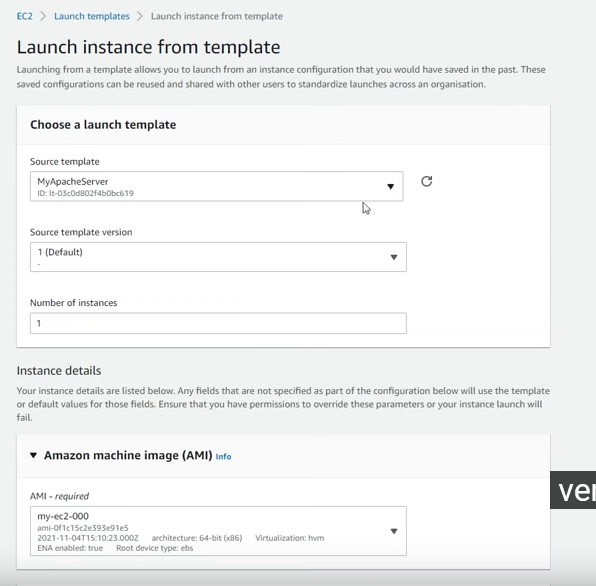 EC2 > Launch templates > Launch instance from template
Launch instance from template
Launching from a template allows you to launch from an instance configuration that you would have saved in the past. These
saved configurations can be reused and shared with other users to standardize launches across an organisation.
Choose a launch template
Source template
MyApacheServer
ID: lt-03c0d802f4b0bc619
Source template version
1 (Default)
-
Number of instances
1
Instance details
Your instance details are listed below. Any fields that are not specified as part of the configuration below will use the template
or default values for those fields. Ensure that you have permissions to override these parameters or your instance launch will
fail.
Amazon machine image (AMI) Info
AMI - required
my-ec2-000
ami-0f1c15c2e393e91e5
2021-11-04T15:10:23.000Z architecture: 64-bit (x86) Virtualization: hvm
ENA enabled: true Root device type: ebs
ver